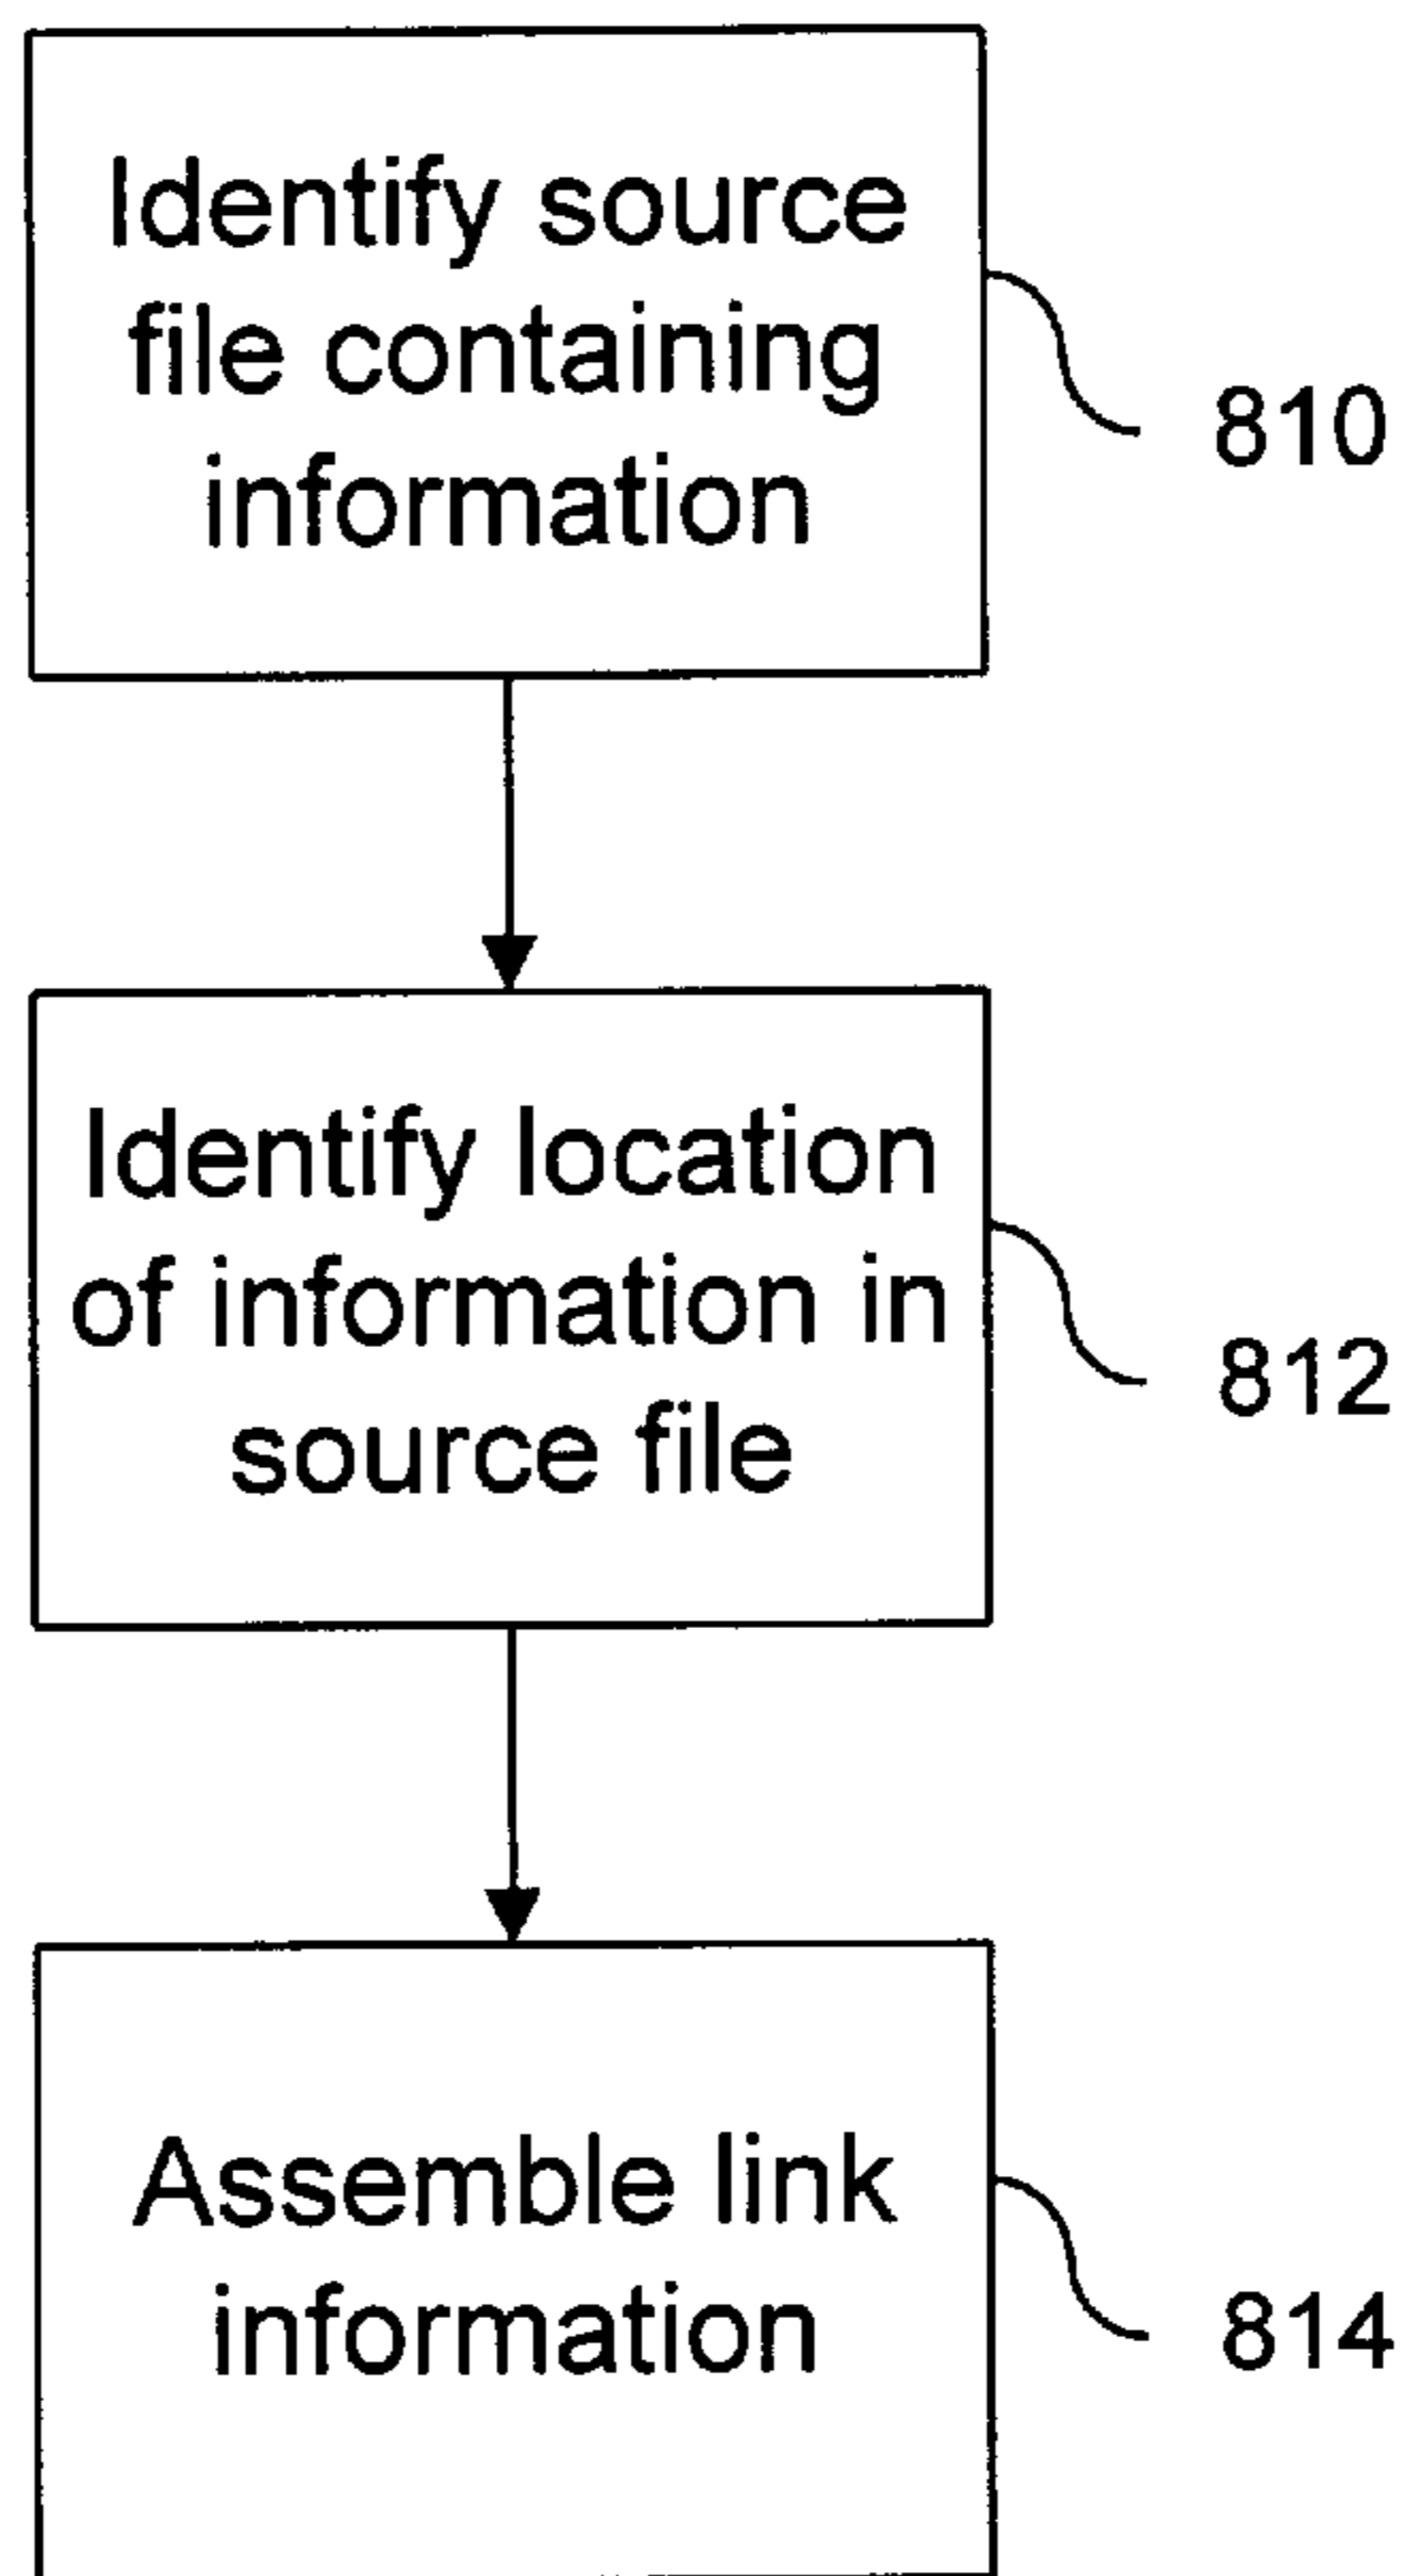 Identify source
file containing
information
810
Identify location
of information in
source file
812
Assemble link
information
814